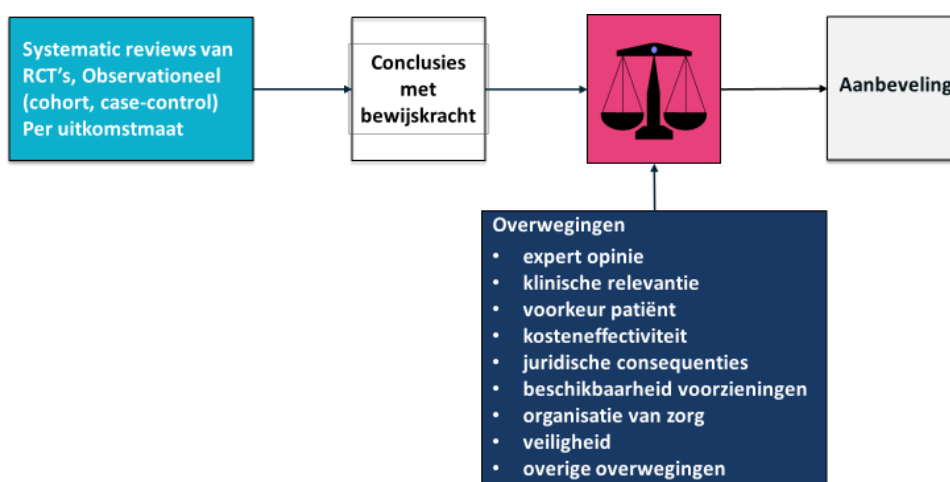 Systematic reviews van
RCT's, Observationeel
(cohort, case-control)
Per uitkomstmaat
Conclusies
met
bewijskracht
Aanbeveling
Overwegingen
• expert opinie
• klinische relevantie
• voorkeur patiënt
• kosteneffectiviteit
• juridische consequenties
• beschikbaarheid voorzieningen
• organisatie van zorg
• veiligheid
• overige overwegingen